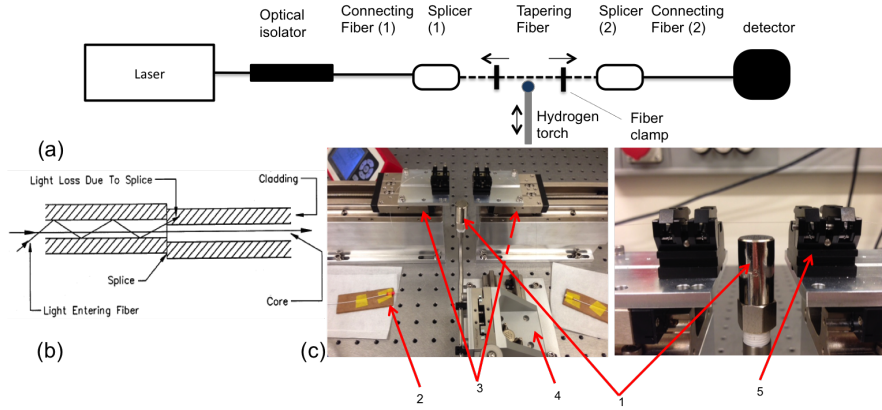 Optical
isolator
Connecting
Fiber (1)
Splicer
(1)
Tapering
Fiber
Splicer
(2)
Connecting
Fiber (2)
detector
Laser
Hydrogen
torch
Fiber
clamp
(a)
Light Loss Due To Splice
Cladding
Splice
Core
Light Entering Fiber
(b)
(c)
2
3
4
1
5